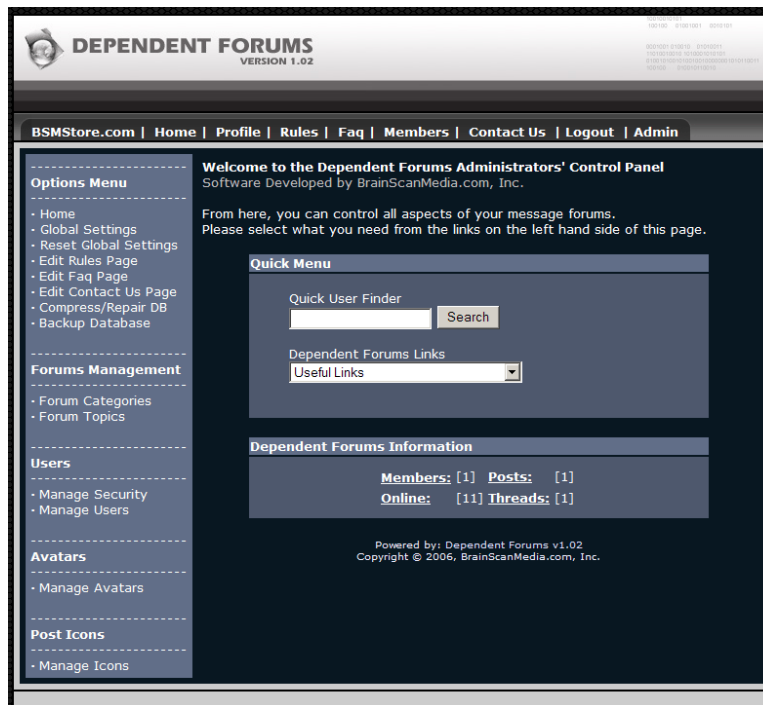 DEPENDENT FORUMS
VERSION 1.02
BSMStore.com | Home | Profile | Rules | Faq | Members | Contact Us | Logout | Admin
Options Menu
- Home
- Global Settings
- Reset Global Settings
- Edit Rules Page
- Edit Faq Page
- Edit Contact Us Page
- Compress/Repair DB
- Backup Database
Forums Management
- Forum Categories
- Forum Topics
Users
- Manage Security
- Manage Users
Avatars
- Manage Avatars
Post Icons
- Manage Icons
Welcome to the Dependent Forums Administrators' Control Panel
Software Developed by BrainScanMedia.com, Inc.
From here, you can control all aspects of your message forums.
Please select what you need from the links on the left hand side of this page.
Quick Menu
Quick User Finder
Search
Dependent Forums Links
Useful Links
Dependent Forums Information
Members: [1] Posts: [1]
Online: [11] Threads: [1]
Powered by: Dependent Forums v1.02
Copyright © 2006, BrainScanMedia.com, Inc.